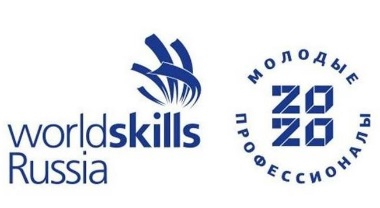 worldskills
Russia
МОЛОДЫЕ
2020
ПРОФЕССИОНАЛЫ